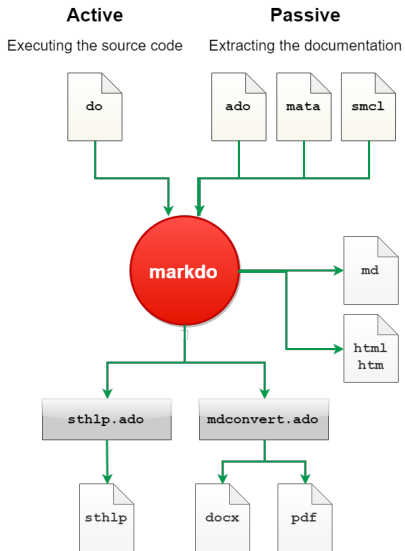 Active
Passive
Executing the source code
Extracting the documentation
do
ado
mata
smcl
markdo
md
html
htm
sthlp.ado
mdconvert.ado
sthlp
docx
pdf